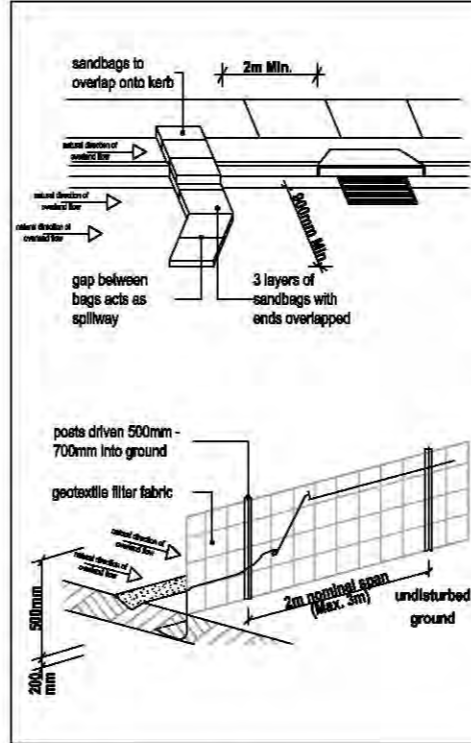 sandbags to
overlap onto kerb
2m Min.
natural direction of
overland flow
natural direction of
overland flow
natural direction of
overland flow
900mm Min.
gap between
bags acts as
spillway
3 layers of
sandbags with
ends overlapped
posts driven 500mm -
700mm into ground
geotextile filter fabric
natural direction of
overland flow
natural direction of
overland flow
500mm
200
mm
2m nominal span
(Max. 3m)
undisturbed
ground